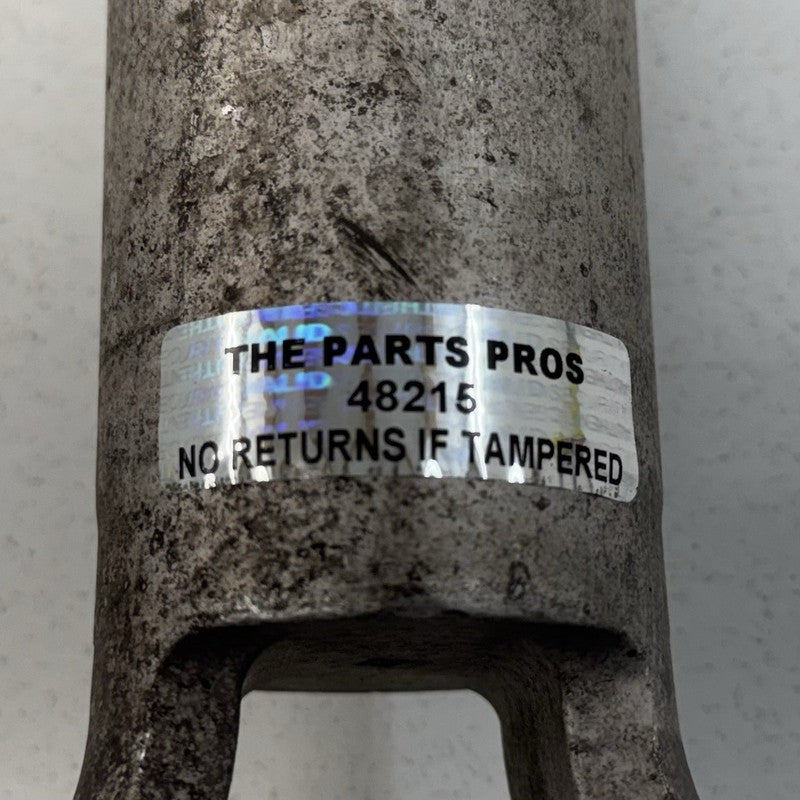 THE PARTS PROS
48215
NO RETURNS IF TAMPERED